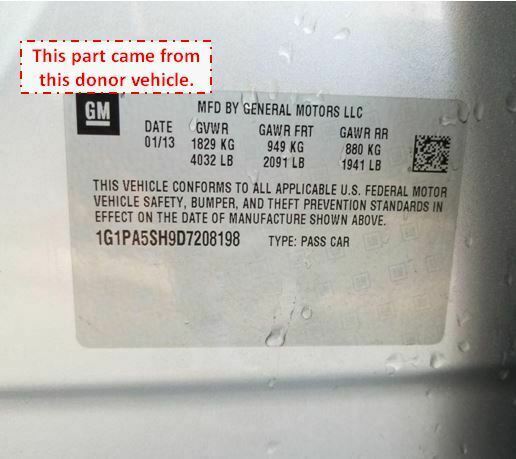 This part came from
this donor vehicle.
GM
MFD BY GENERAL MOTORS LLC
DATE GVWR GAWR FRT GAWR RR
01/13 1829 KG 949 KG 880 KG
4032 LB 2091 LB 1941 LB
THIS VEHICLE CONFORMS TO ALL APPLICABLE U.S. FEDERAL MOTOR
VEHICLE SAFETY, BUMPER, AND THEFT PREVENTION STANDARDS IN
EFFECT ON THE DATE OF MANUFACTURE SHOWN ABOVE.
1G1PA5SH9D7208198 TYPE: PASS CAR